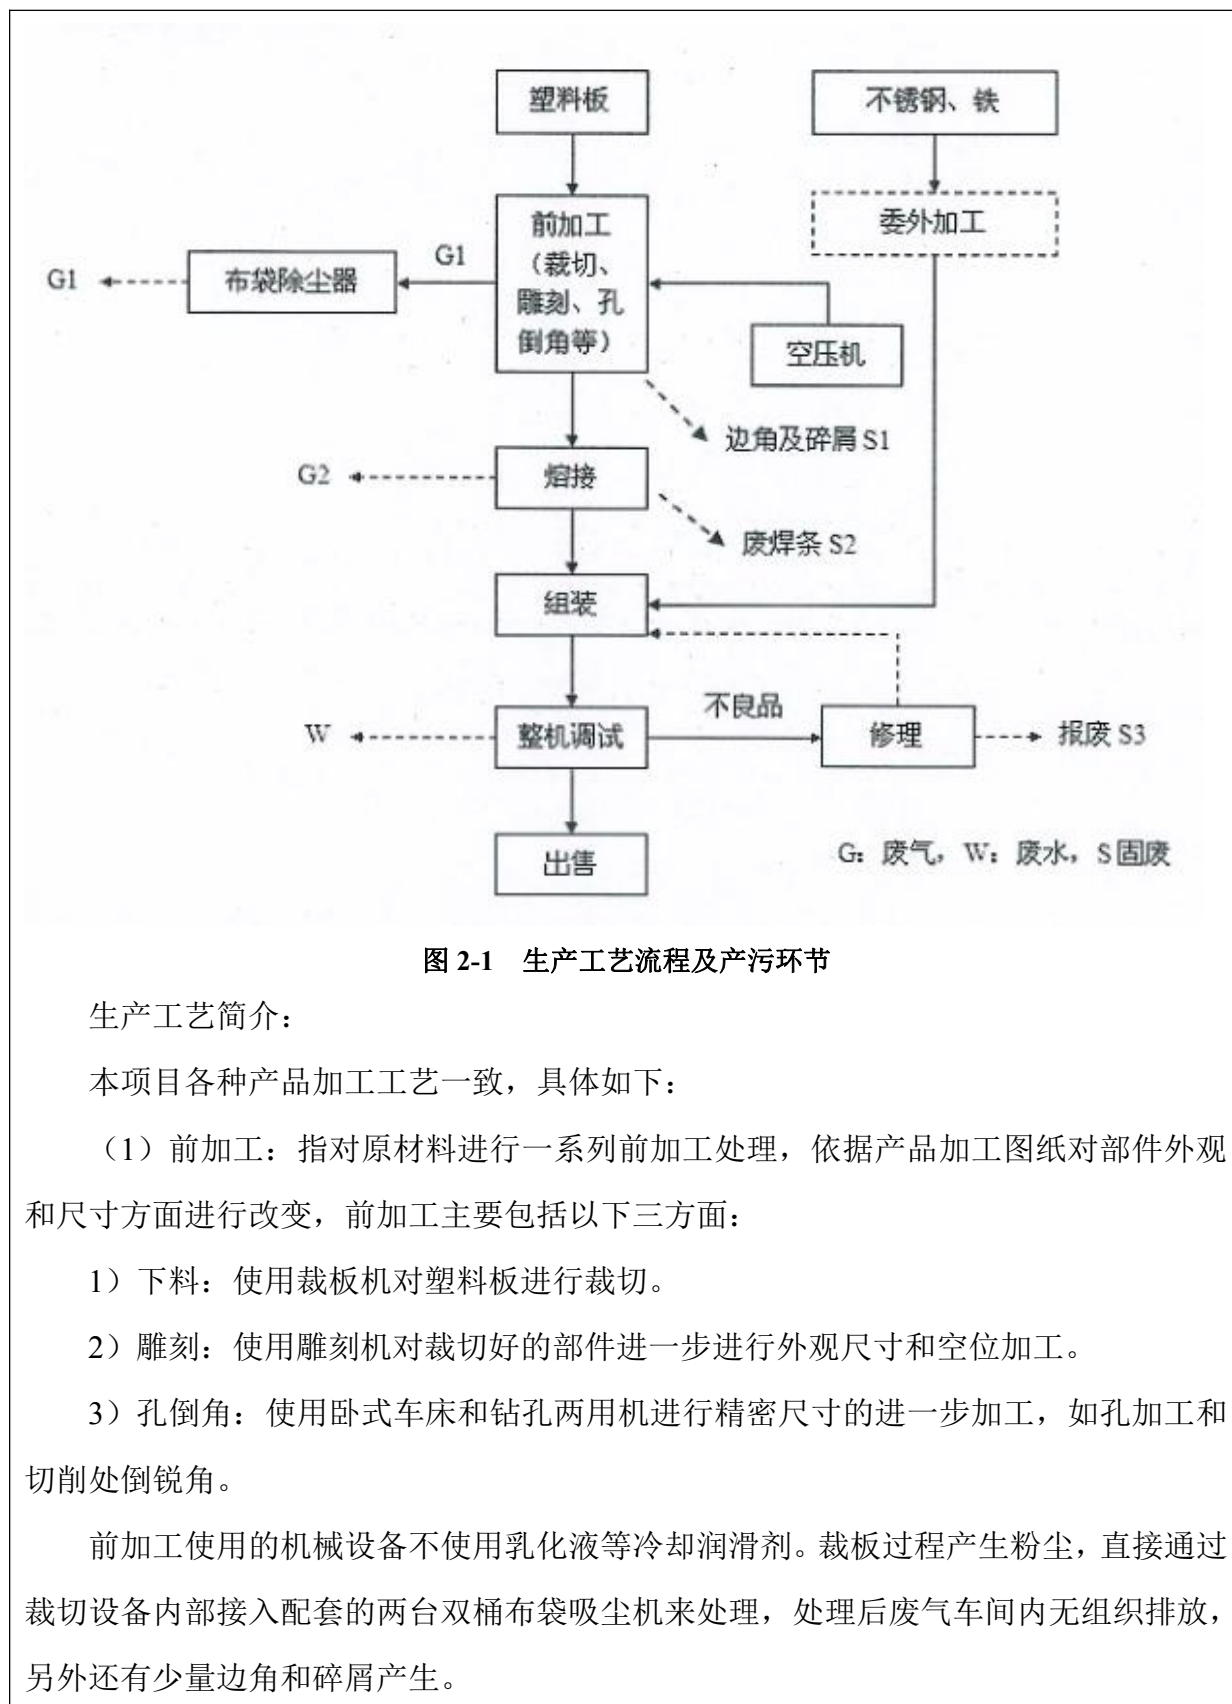 塑料板
不锈钢、铁
前加工
（裁切、
雕刻、孔
倒角等）
委外加工
G1
布袋除尘器
G1
空压机
边角及碎屑 S1
G2
熔接
废焊条 S2
组装
不良品
W
整机调试
修理
报废 S3
出售
G：废气，W：废水，S 固废
图 2-1 生产工艺流程及产污环节
生产工艺简介：
本项目各种产品加工工艺一致，具体如下：
（1）前加工：指对原材料进行一系列前加工处理，依据产品加工图纸对部件外观
和尺寸方面进行改变，前加工主要包括以下三方面：
1）下料：使用裁板机对塑料板进行裁切。
2）雕刻：使用雕刻机对裁切好的部件进一步进行外观尺寸和空位加工。
3）孔倒角：使用卧式车床和钻孔两用机进行精密尺寸的进一步加工，如孔加工和
切削处倒锐角。
前加工使用的机械设备不使用乳化液等冷却润滑剂。裁板过程产生粉尘，直接通过
裁切设备内部接入配套的两台双桶布袋吸尘机来处理，处理后废气车间内无组织排放，
另外还有少量边角和碎屑产生。